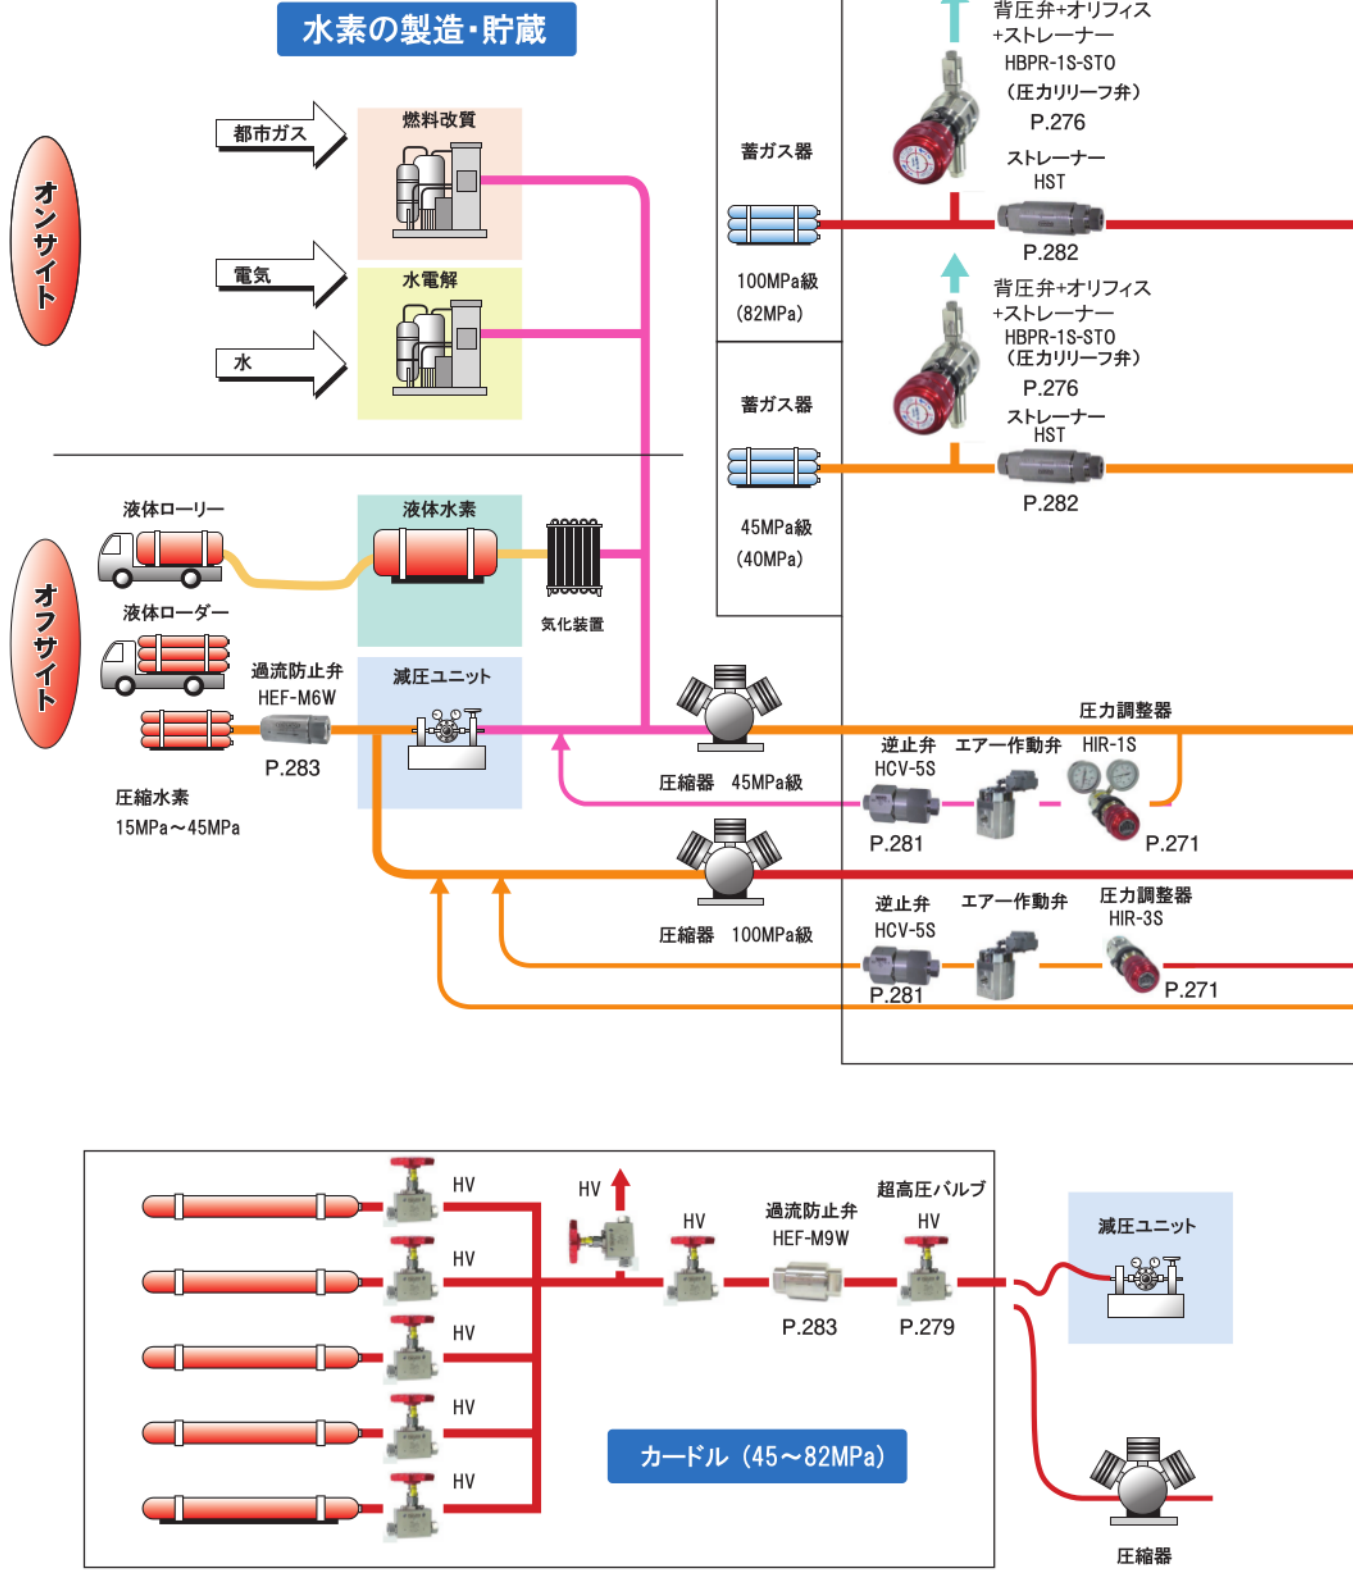 水素の製造・貯蔵
オンサイト
都市ガス
燃料改質
電気
水電解
水
オフサイト
液体ローリー
液体水素
気化装置
液体ローダー
過流防止弁
HEF-M6W
P.283
減圧ユニット
圧縮水素
15MPa～45MPa
蓄ガス器
100MPa級
(82MPa)
蓄ガス器
45MPa級
(40MPa)
背圧弁+オリフィス
+ストレーナー
HBPR-1S-STO
(圧力リリーフ弁)
P.276
ストレーナー
HST
P.282
背圧弁+オリフィス
+ストレーナー
HBPR-1S-STO
(圧力リリーフ弁)
P.276
ストレーナー
HST
P.282
圧縮器 45MPa級
逆止弁
HCV-5S
P.281
エアー作動弁
圧力調整器
HIR-1S
P.271
圧縮器 100MPa級
逆止弁
HCV-5S
P.281
エアー作動弁
圧力調整器
HIR-3S
P.271
HV
HV
HV
HV
HV
HV
HV
過流防止弁
HEF-M9W
P.283
超高圧バルブ
HV
P.279
カードル (45～82MPa)
減圧ユニット
圧縮器